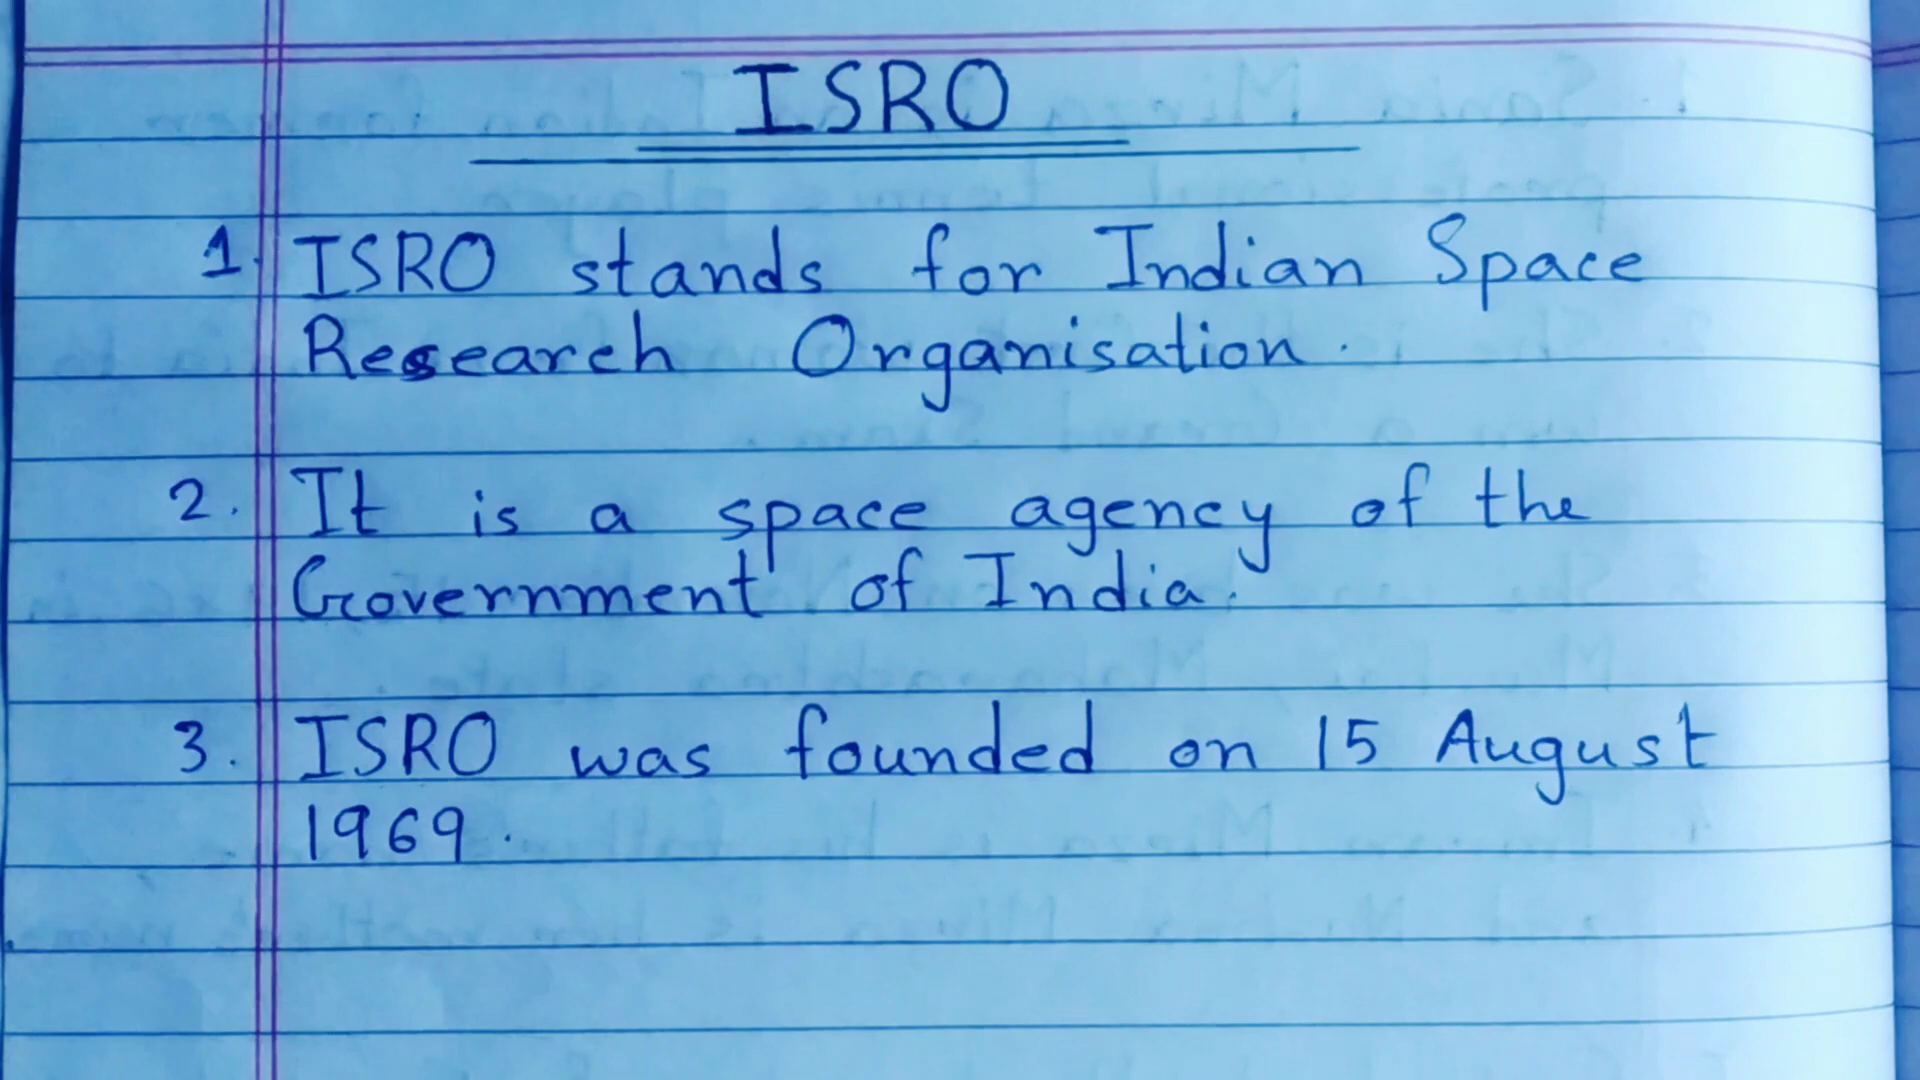 ISRO
1. ISRO stands for Indian Space
Research Organisation.
2. It is a space agency of the
Government of India.
3. ISRO was founded on 15 August
1969.